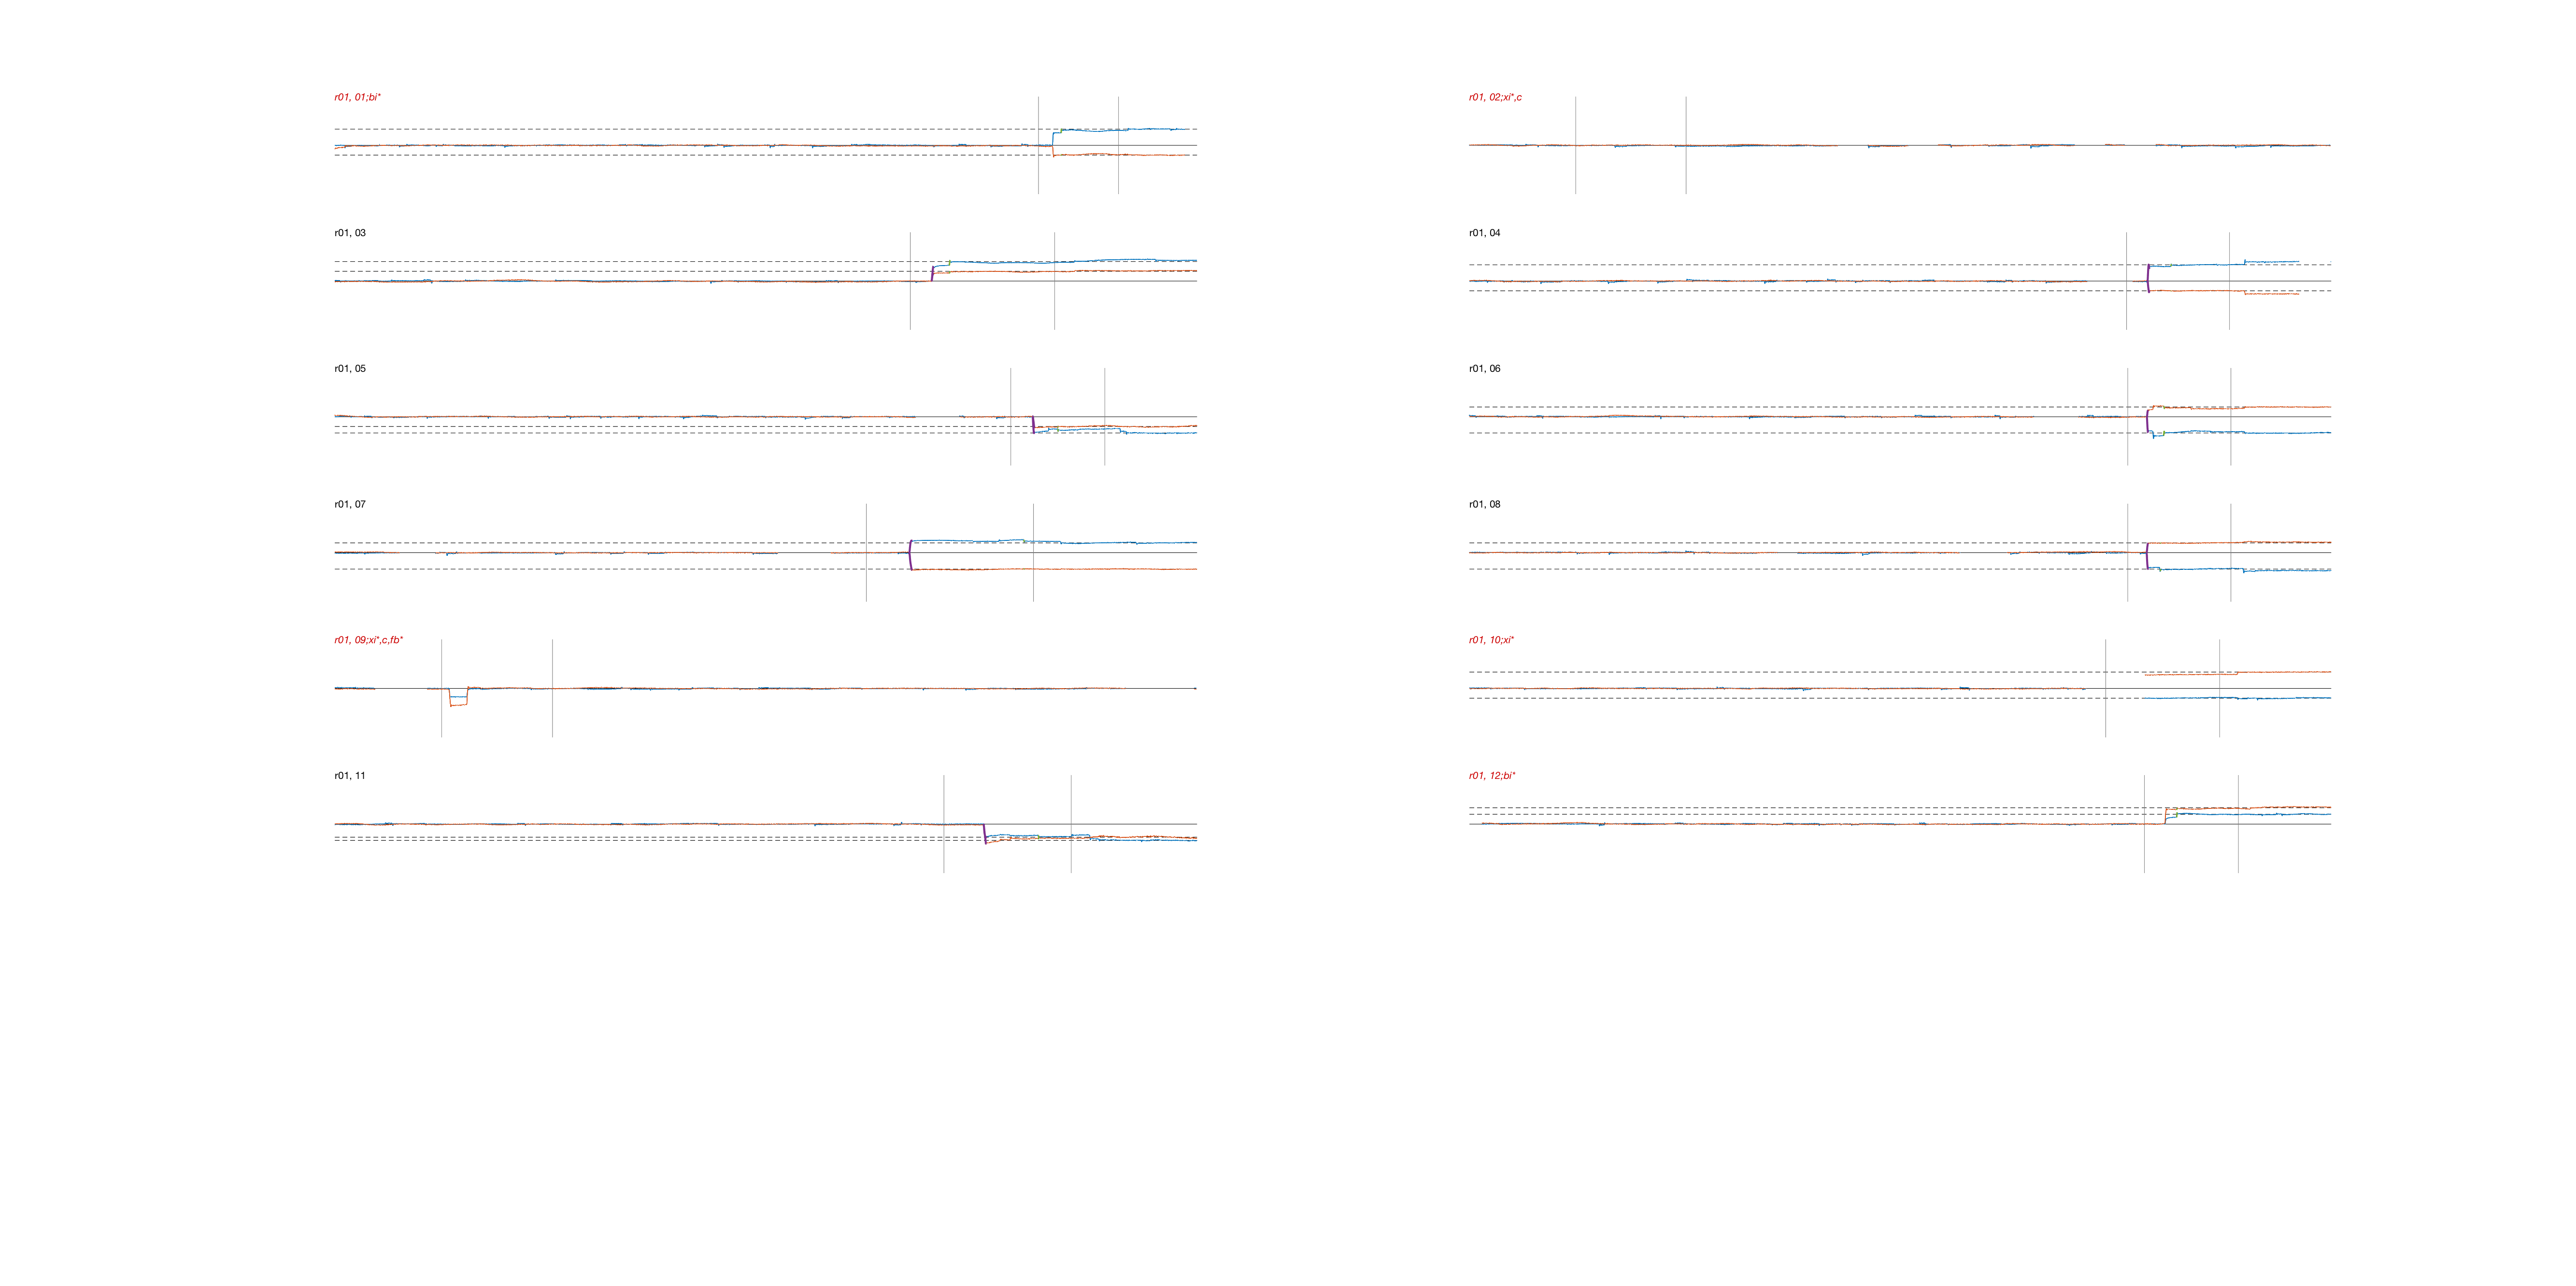 r01, 01;bi*
r01, 02;xi*,c
r01, 03
r01, 04
r01, 05
r01, 06
r01, 07
r01, 08
r01, 09;xi*,c,fb*
r01, 10;xi*
r01, 11
r01, 12;bi*